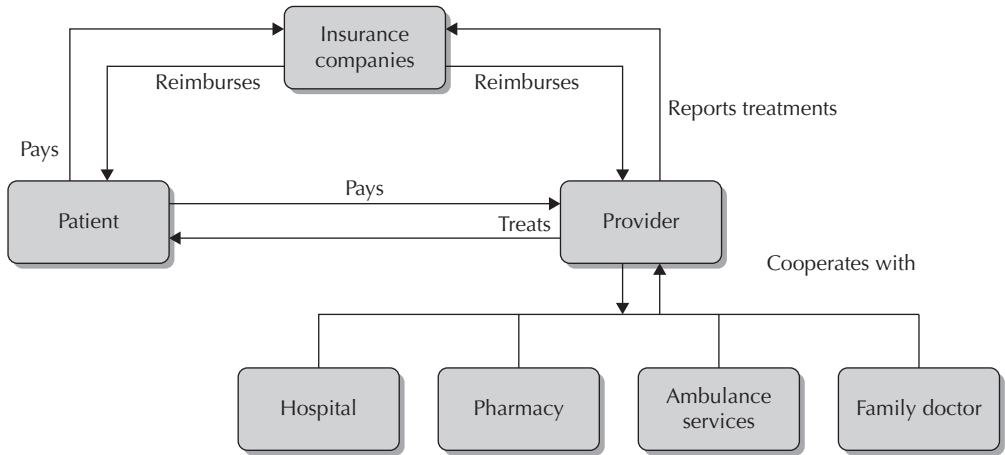 Insurance
companies
Reimburses
Reimburses
Reports treatments
Pays
Patient
Pays
Treats
Provider
Cooperates with
Hospital
Pharmacy
Ambulance
services
Family doctor